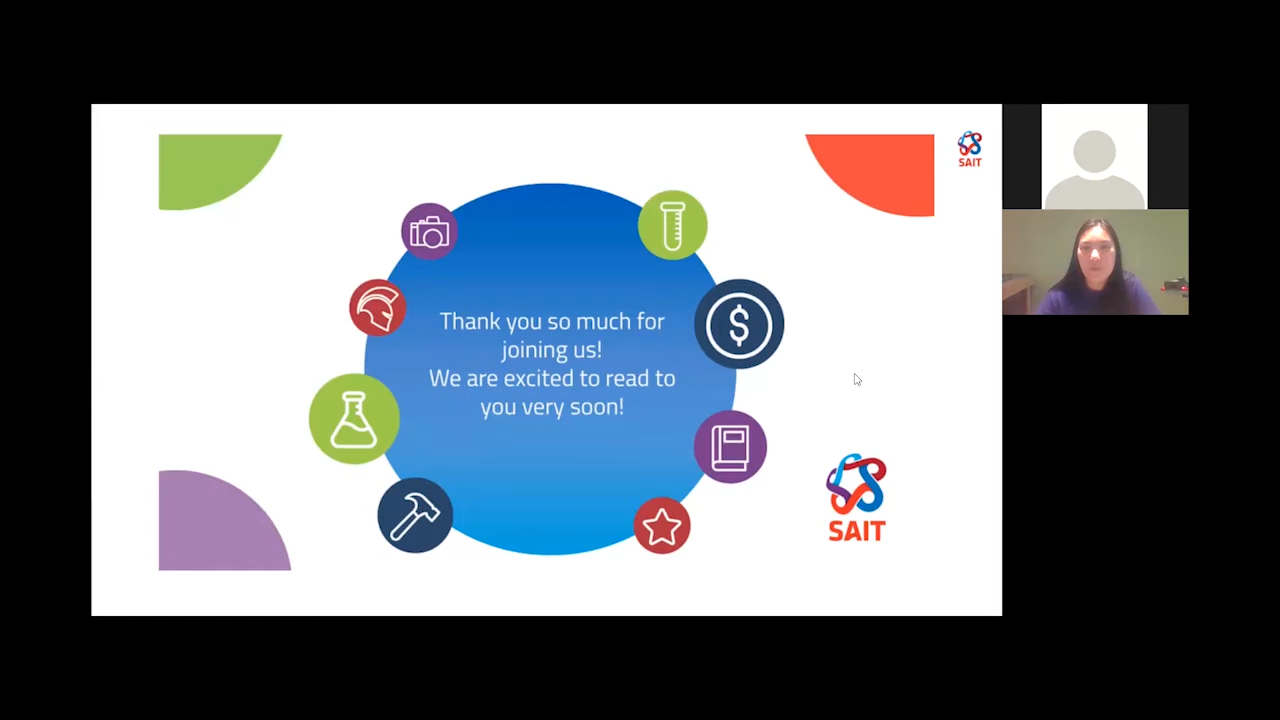 SAIT
Thank you so much for
joining us!
We are excited to read to
you very soon!
SAIT